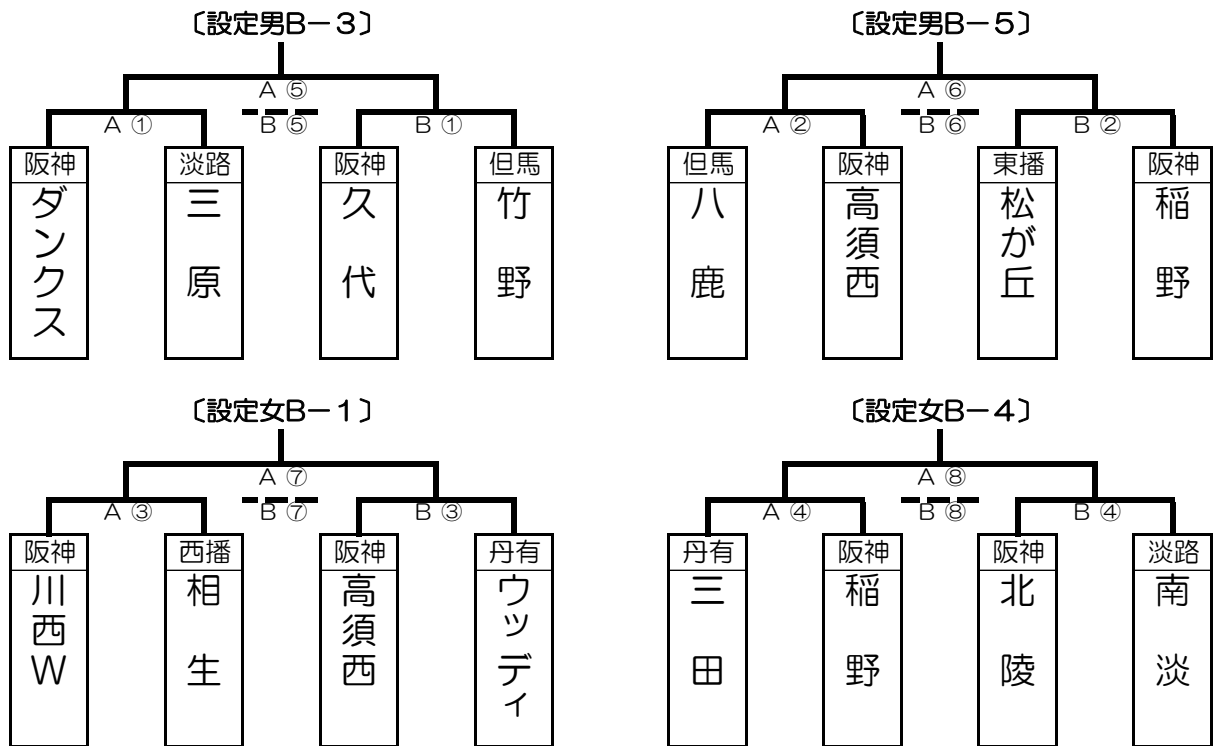 〔設定男B－3〕
A ⑤
B ⑤
A ①
B ①
阪神
ダンクス
淡路
三原
阪神
久代
但馬
竹野
〔設定男B－5〕
A ⑥
B ⑥
A ②
B ②
但馬
八鹿
阪神
高須西
東播
松が丘
阪神
稲野
〔設定女B－1〕
A ⑦
B ⑦
A ③
B ③
阪神
川西W
西播
相生
阪神
高須西
丹有
ウッディ
〔設定女B－4〕
A ⑧
B ⑧
A ④
B ④
丹有
三田
阪神
稲野
阪神
北陵
淡路
南淡